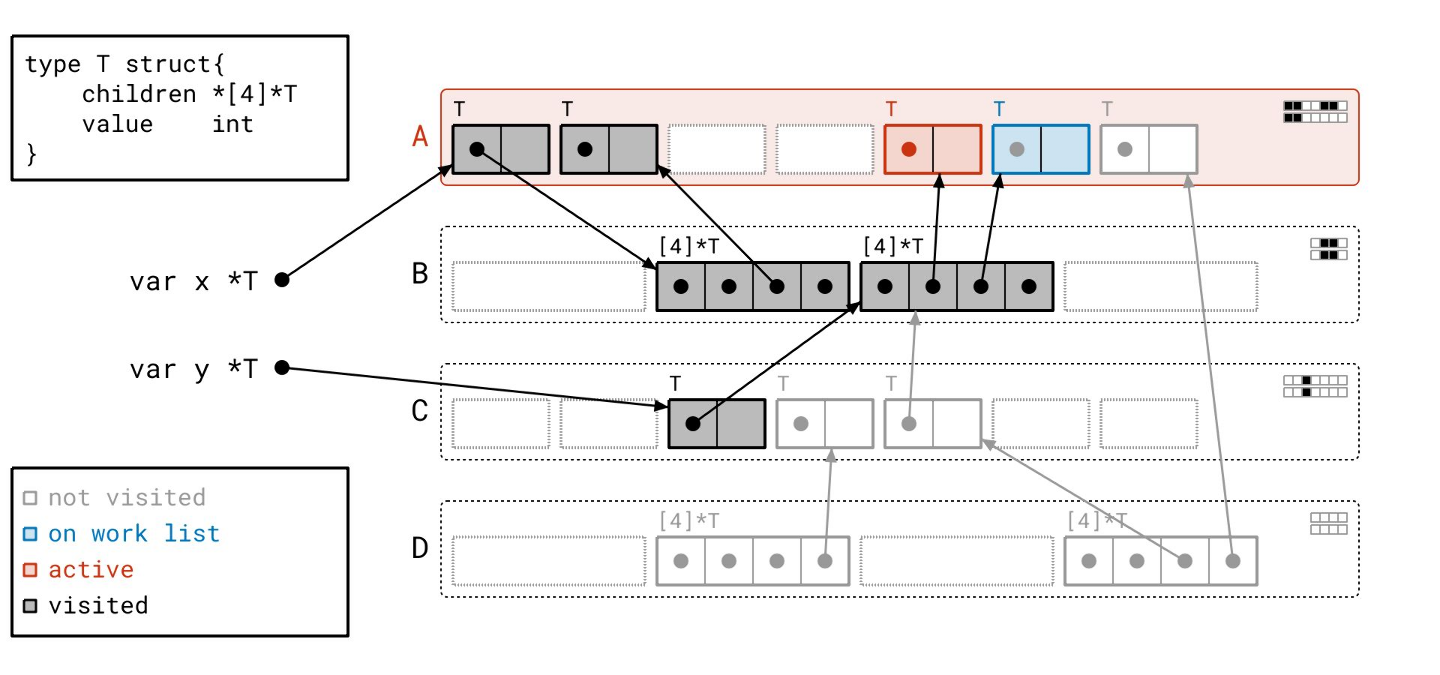 type T struct{
    children *[4]*T
    value    int
}
T T T T T
A
[4]*T [4]*T
B
var x *T
var y *T
T T T
C
not visited
on work list
active
visited
[4]*T [4]*T
D